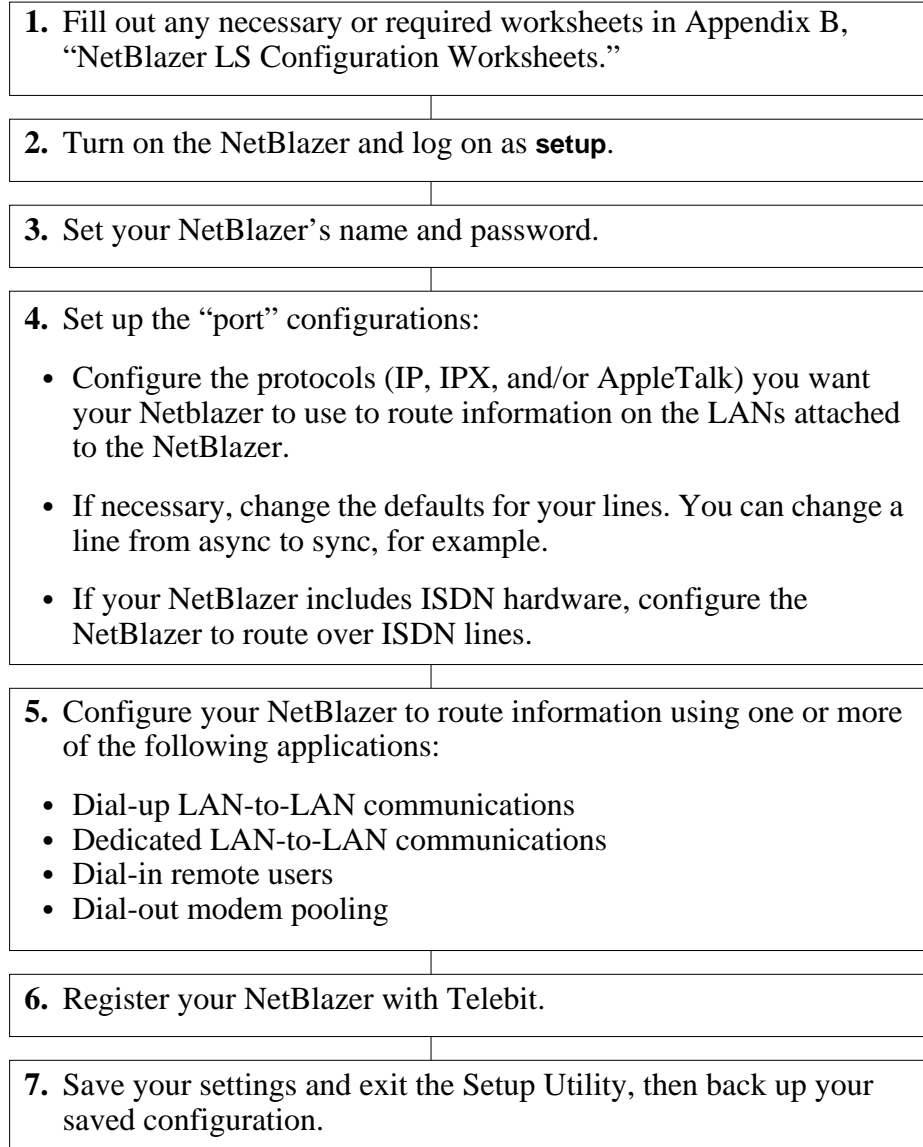 1. Fill out any necessary or required worksheets in Appendix B,
“NetBlazer LS Configuration Worksheets.”
2. Turn on the NetBlazer and log on as setup.
3. Set your NetBlazer’s name and password.
4. Set up the “port” configurations:
• Configure the protocols (IP, IPX, and/or AppleTalk) you want
your Netblazer to use to route information on the LANs attached
to the NetBlazer.
• If necessary, change the defaults for your lines. You can change a
line from async to sync, for example.
• If your NetBlazer includes ISDN hardware, configure the
NetBlazer to route over ISDN lines.
5. Configure your NetBlazer to route information using one or more
of the following applications:
• Dial-up LAN-to-LAN communications
• Dedicated LAN-to-LAN communications
• Dial-in remote users
• Dial-out modem pooling
6. Register your NetBlazer with Telebit.
7. Save your settings and exit the Setup Utility, then back up your
saved configuration.